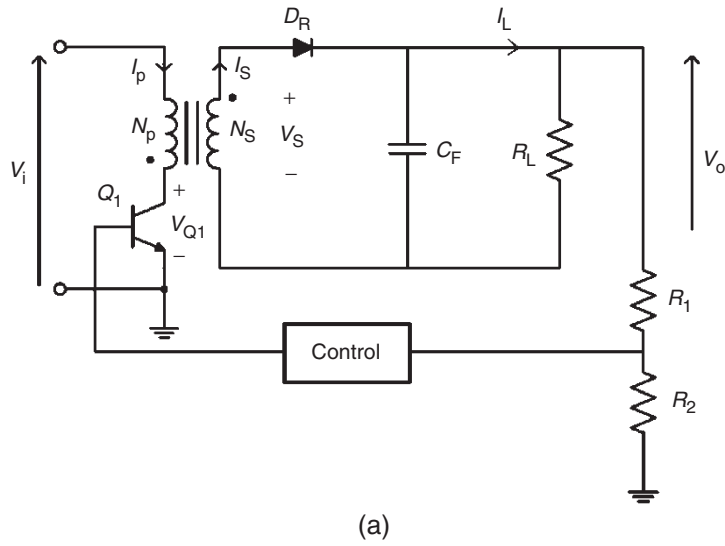 D_R
I_L
I_p
I_S
+
N_p
N_S
V_S
C_F
R_L
V_o
V_i
−
Q_1
+
V_Q1
−
R_1
Control
R_2
(a)